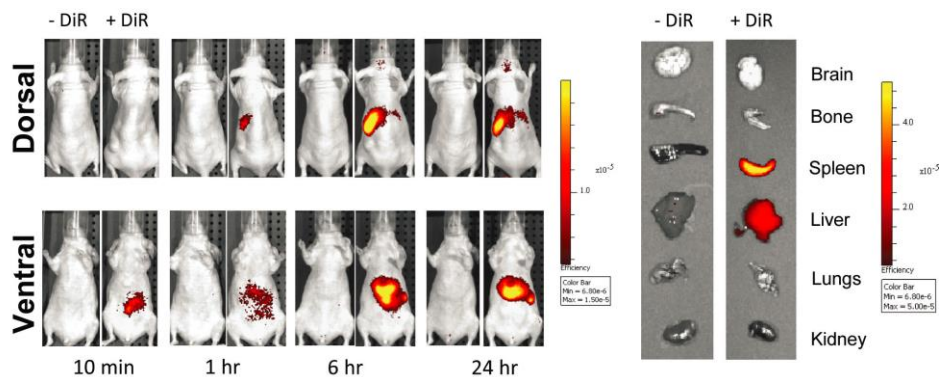 - DiR + DiR
Dorsal
Ventral
10 min 1 hr 6 hr 24 hr
1.0
x10⁻⁵
Efficiency
Color Bar
Min = 6.80e-6
Max = 1.50e-5
- DiR + DiR
Brain
Bone
Spleen
Liver
Lungs
Kidney
4.0
x10⁻⁵
2.0
Efficiency
Color Bar
Min = 6.80e-6
Max = 5.00e-5